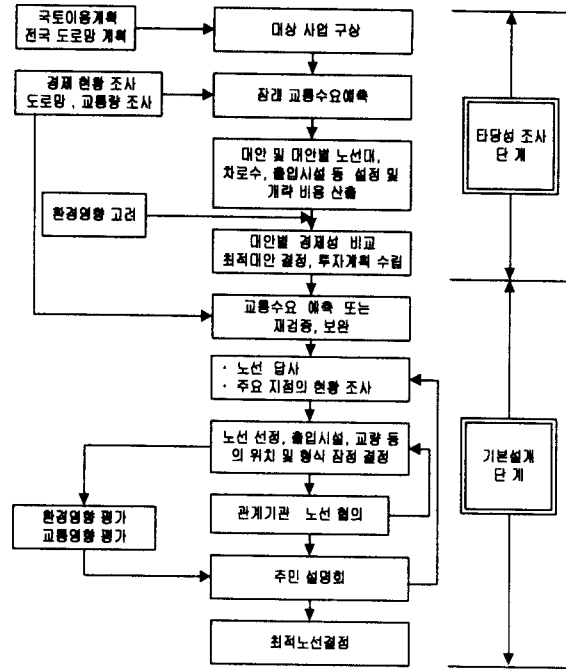 국토이용계획
전국 도로망 계획
대상 사업 구상
경제 현황 조사
도로망 , 교통량 조사
장래 교통수요예측
타당성 조사
단 계
대안 및 대안별 노선대,
차로수, 출입시설 등 설정 및
개략 비용 산출
환경영향 고려
대안별 경제성 비교
최적대안 결정, 투자계획 수립
교통수요 예측 또는
재검증, 보완
· 노선 답사
· 주요 지점의 현황 조사
노선 선정, 출입시설, 교량 등
의 위치 및 형식 잠정 결정
기본설계
단 계
관계기관 노선 협의
환경영향 평가
교통영향 평가
주민 설명회
최적노선결정